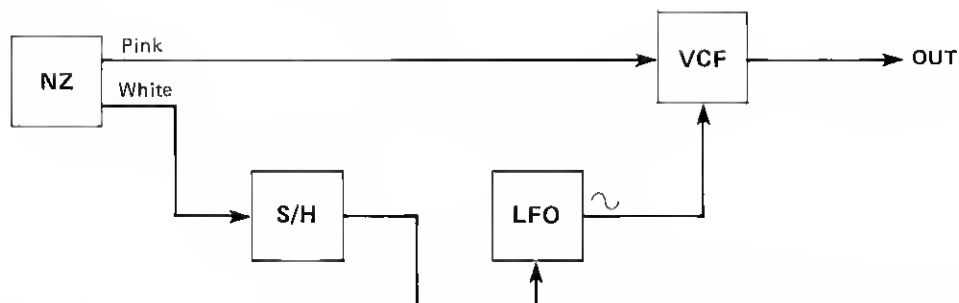 Pink
NZ
White
VCF
OUT
S/H
LFO